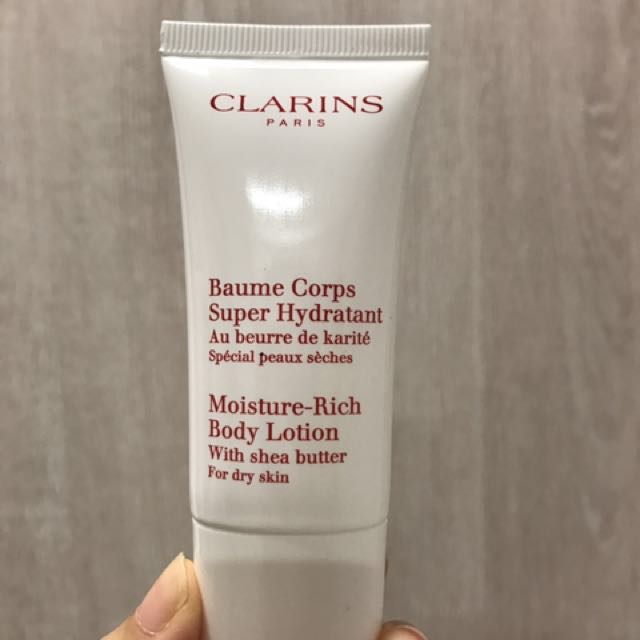 CLARINS
PARIS
Baume Corps
Super Hydratant
Au beurre de karité
Spécial peaux sèches
Moisture-Rich
Body Lotion
With shea butter
For dry skin